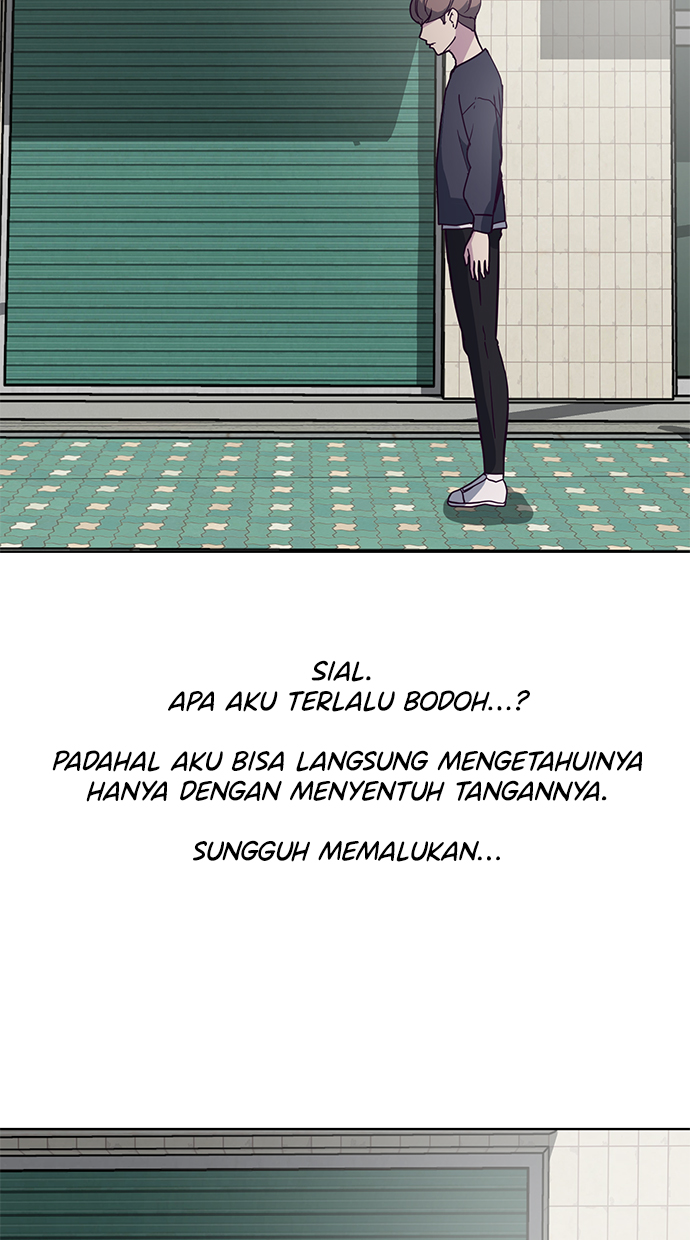 SIAL.
APA AKU TERLALU BODOH...?
PADAHAL AKU BISA LANGSUNG MENGETAHUINYA
HANYA DENGAN MENYENTUH TANGANNYA.
SUNGGUH MEMALUKAN...